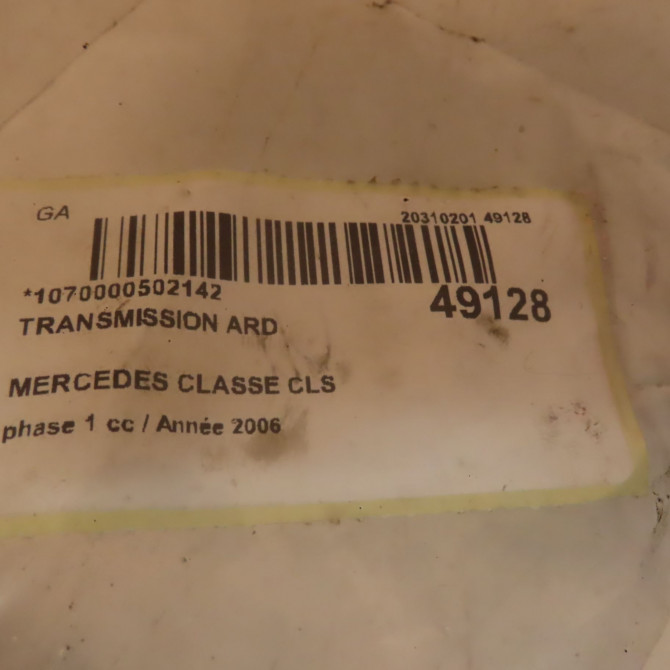 GA
20310201 49128
*1070000502142
49128
TRANSMISSION ARD
MERCEDES CLASSE CLS
phase 1 cc / Année 2006